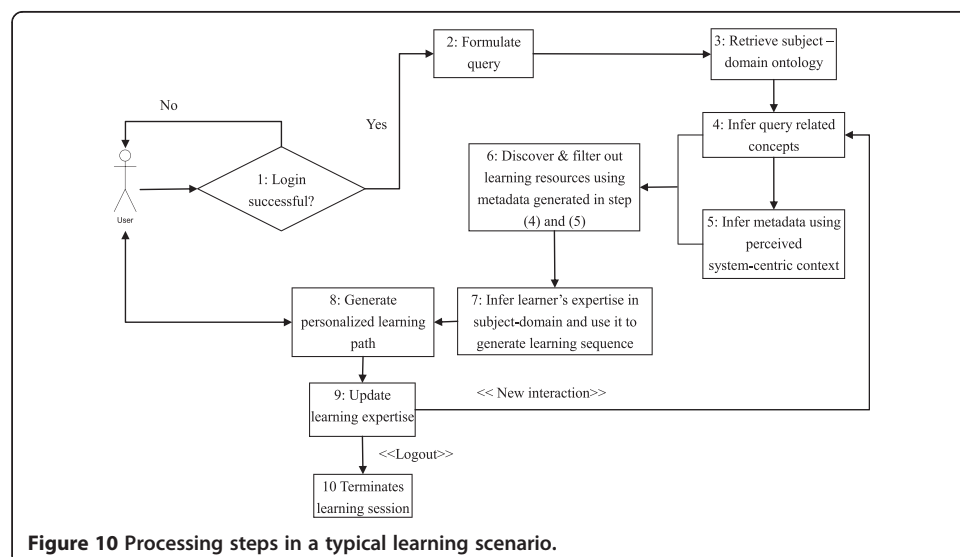 2: Formulate
query
3: Retrieve subject –
domain ontology
No
Yes
4: Infer query related
concepts
6: Discover & filter out
learning resources using
metadata generated in step
(4) and (5)
1: Login
successful?
User
5: Infer metadata using
perceived
system-centric context
8: Generate
personalized learning
path
7: Infer learner's expertise in
subject-domain and use it to
generate learning sequence
9: Update
learning expertise
<< New interaction>>
<<Logout>>
10 Terminates
learning session
Figure 10 Processing steps in a typical learning scenario.